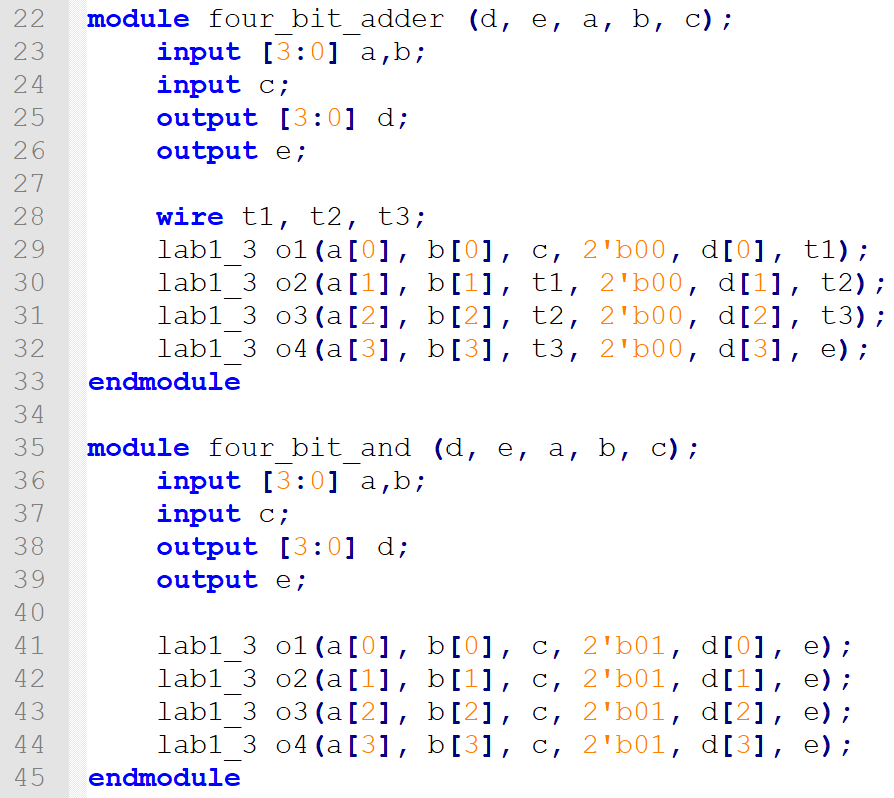 22 module four_bit_adder (d, e, a, b, c);
23 input [3:0] a,b;
24 input c;
25 output [3:0] d;
26 output e;
27
28 wire t1, t2, t3;
29 lab1_3 o1(a[0], b[0], c, 2'b00, d[0], t1);
30 lab1_3 o2(a[1], b[1], t1, 2'b00, d[1], t2);
31 lab1_3 o3(a[2], b[2], t2, 2'b00, d[2], t3);
32 lab1_3 o4(a[3], b[3], t3, 2'b00, d[3], e);
33 endmodule
34
35 module four_bit_and (d, e, a, b, c);
36 input [3:0] a,b;
37 input c;
38 output [3:0] d;
39 output e;
40
41 lab1_3 o1(a[0], b[0], c, 2'b01, d[0], e);
42 lab1_3 o2(a[1], b[1], c, 2'b01, d[1], e);
43 lab1_3 o3(a[2], b[2], c, 2'b01, d[2], e);
44 lab1_3 o4(a[3], b[3], c, 2'b01, d[3], e);
45 endmodule